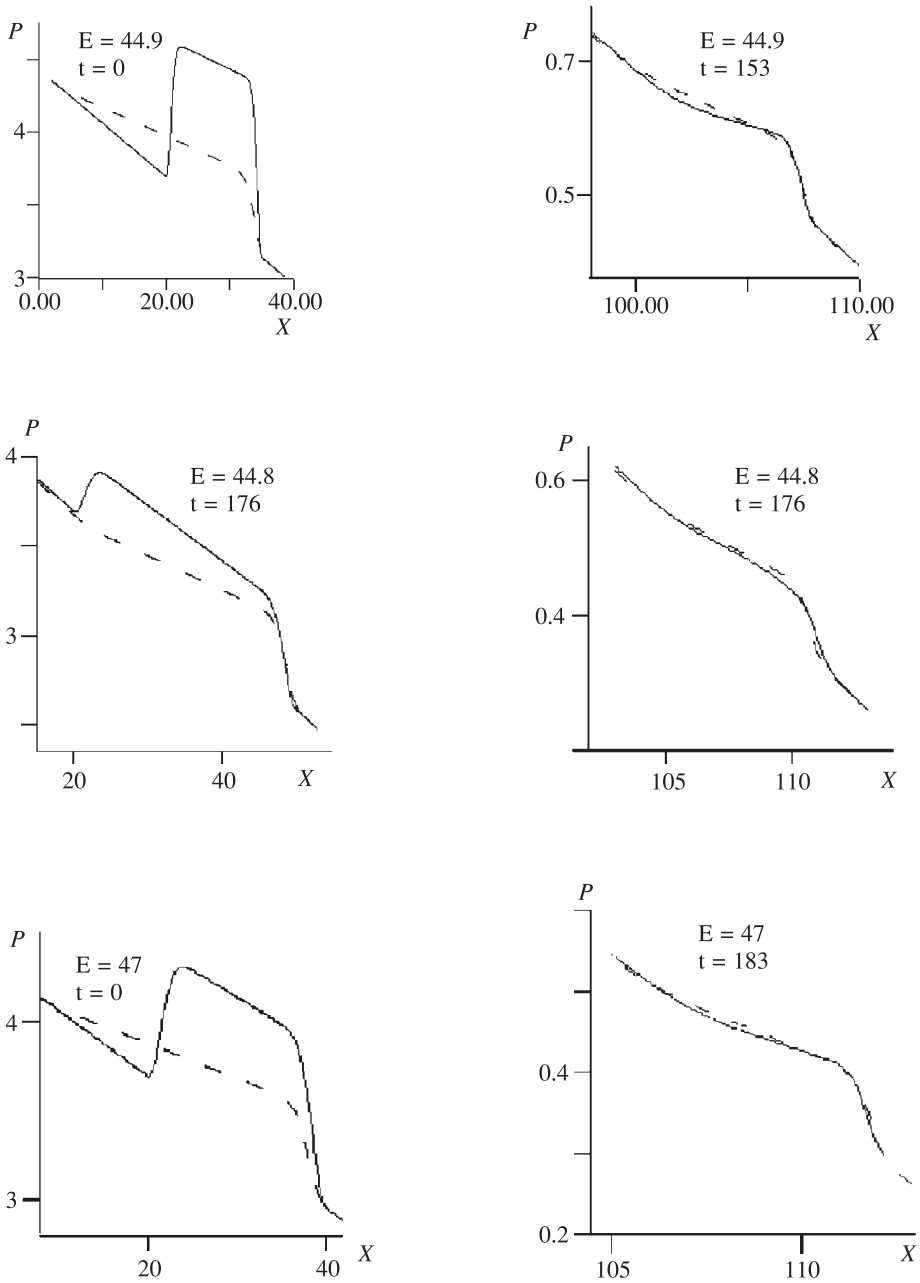 P
E = 44.9
t = 0
4
3
0.00 20.00 40.00
X
P
E = 44.9
t = 153
0.7
0.5
100.00 110.00
X
P
4
E = 44.8
t = 176
3
20 40 X
P
0.6
E = 44.8
t = 176
0.4
105 110 X
P
E = 47
t = 0
4
3
20 40 X
P
E = 47
t = 183
0.4
0.2
105 110 X